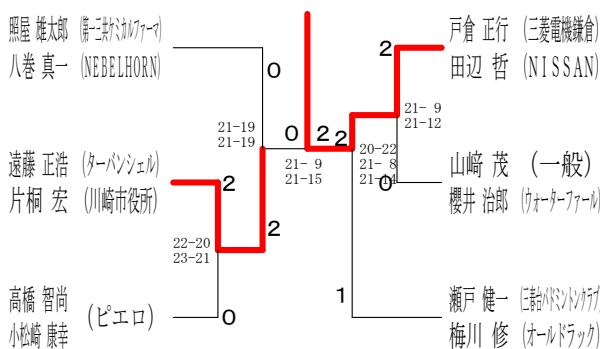 照屋 雄太郎 (第一三共ケミカルファーマ)
八巻 真一 (NEBELHORN)
0
21-19
21-19
遠藤 正浩 (ターバンシェル)
片桐 宏 (川崎市役所)
2
2
22-20
23-21
高橋 智尚
小松崎 康幸
(ピエロ)
0
0
2
21- 9
21-15
戸倉 正行 (三菱電機鎌倉)
田辺 哲 (NISSAN)
2
21- 9
21-12
2
20-22
21- 8
21-14
山﨑 茂 (一般)
櫻井 治郎 (ウォーターファール)
0
1
瀬戸 健一 (三春台バドミントンクラブ)
梅川 修 (オールドラック)